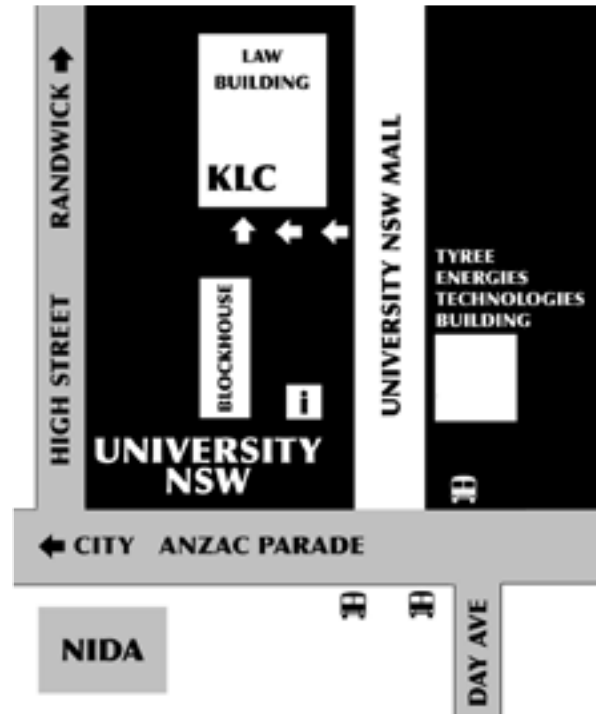 LAW
BUILDING
KLC
RANDWICK
HIGH STREET
UNIVERSITY NSW MALL
TYREE
ENERGIES
TECHNOLOGIES
BUILDING
BLOCKHOUSE
i
UNIVERSITY
NSW
CITY ANZAC PARADE
NIDA
DAY AVE